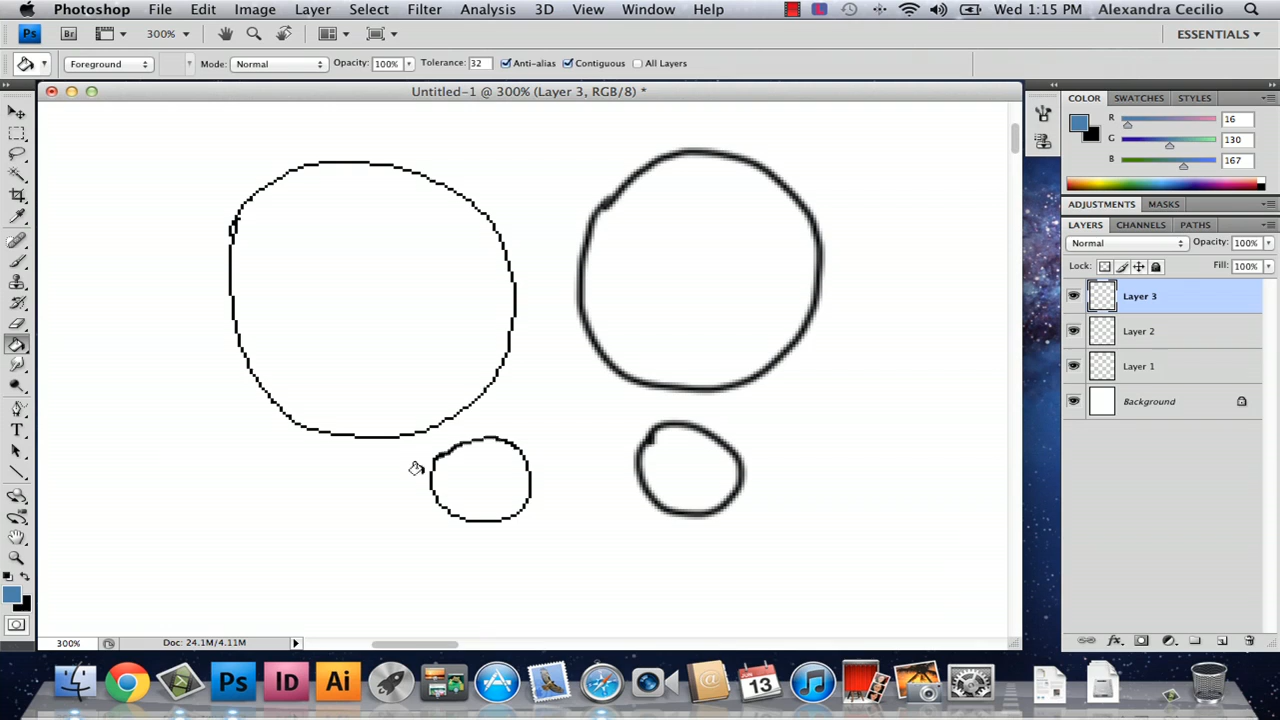 Photoshop File Edit Image Layer Select Filter Analysis 3D View Window Help Wed 1:15 PM Alexandra Cecilio
Ps Br 300% ESSENTIALS
Foreground Mode: Normal Opacity: 100% Tolerance: 32 Anti-alias Contiguous All Layers
Untitled-1 @ 300% (Layer 3, RGB/8) *
COLOR SWATCHES STYLES
R 16
G 130
B 167
ADJUSTMENTS MASKS
LAYERS CHANNELS PATHS
Normal Opacity: 100%
Lock: Fill: 100%
Layer 3
Layer 2
Layer 1
Background
T
300% Doc: 24.1M/4.11M
fx
Ps ID Ai JUN 13